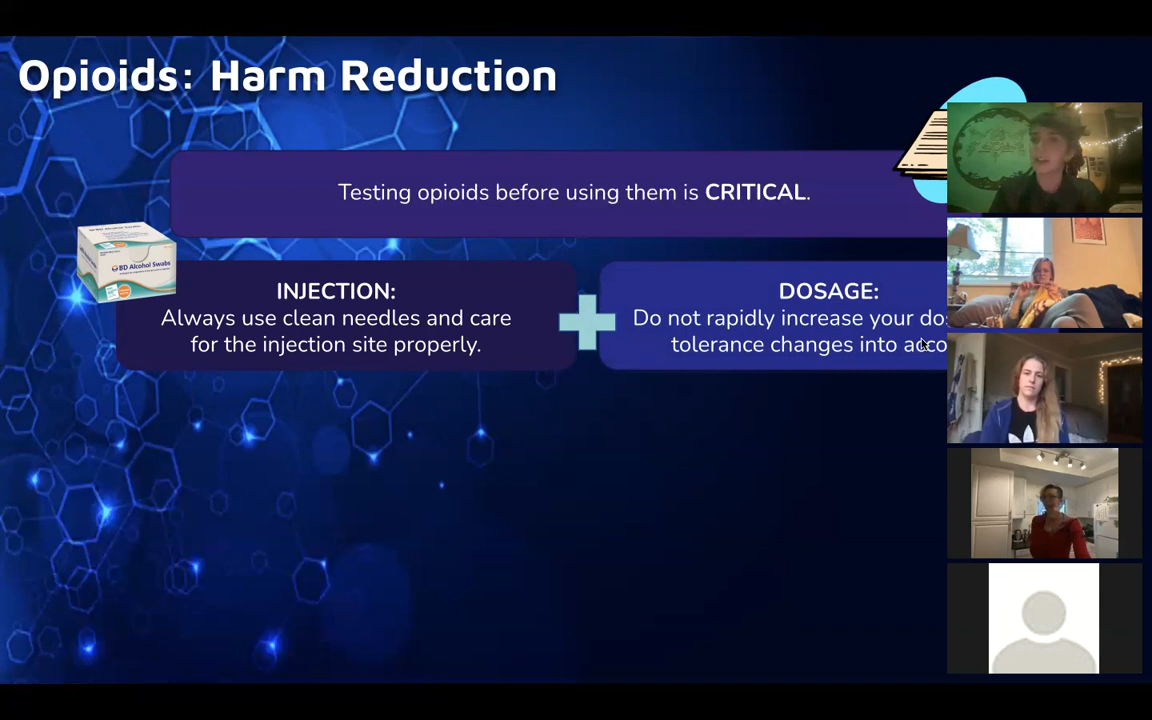 Opioids: Harm Reduction
Testing opioids before using them is CRITICAL.
BD Alcohol Swabs
INJECTION:
Always use clean needles and care
for the injection site properly.
DOSAGE:
Do not rapidly increase your
tolerance changes into